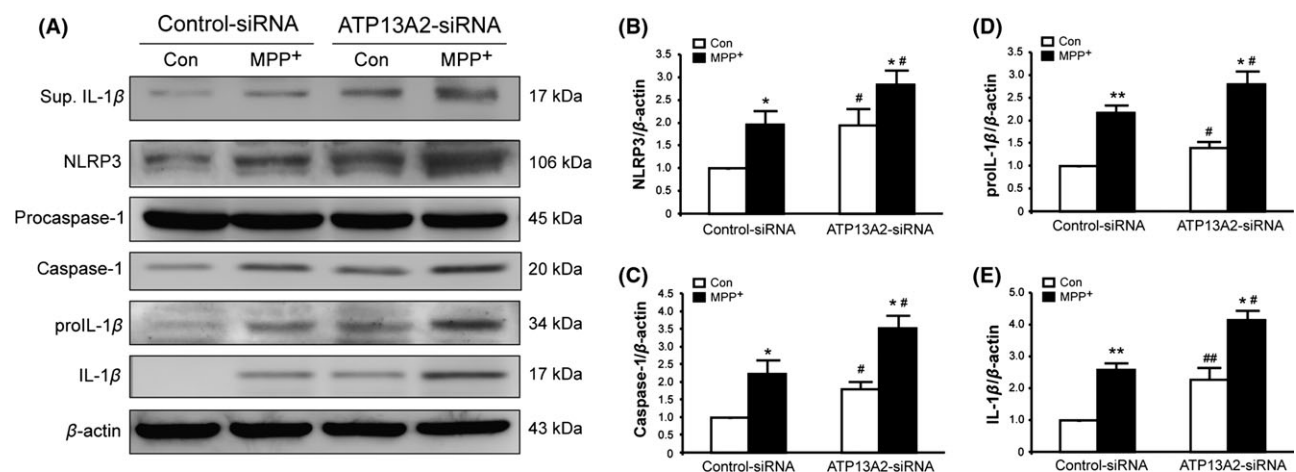 (A)
Control-siRNA ATP13A2-siRNA
Con MPP+ Con MPP+
Sup. IL-1β 17 kDa
NLRP3 106 kDa
Procaspase-1 45 kDa
Caspase-1 20 kDa
proIL-1β 34 kDa
IL-1β 17 kDa
β-actin 43 kDa
(B)
Con
MPP+
NLRP3/β-actin
3.5
3.0
2.5
2.0
1.5
1.0
0.5
0
*
#
* #
Control-siRNA ATP13A2-siRNA
(C)
Con
MPP+
Caspase-1/β-actin
4.5
4.0
3.5
3.0
2.5
2.0
1.5
1.0
0.5
0
*
#
* #
Control-siRNA ATP13A2-siRNA
(D)
Con
MPP+
proIL-1β/β-actin
3.5
3.0
2.5
2.0
1.5
1.0
0.5
0
**
#
* #
Control-siRNA ATP13A2-siRNA
(E)
Con
MPP+
IL-1β/β-actin
5.0
4.0
3.0
2.0
1.0
0
**
##
* #
Control-siRNA ATP13A2-siRNA